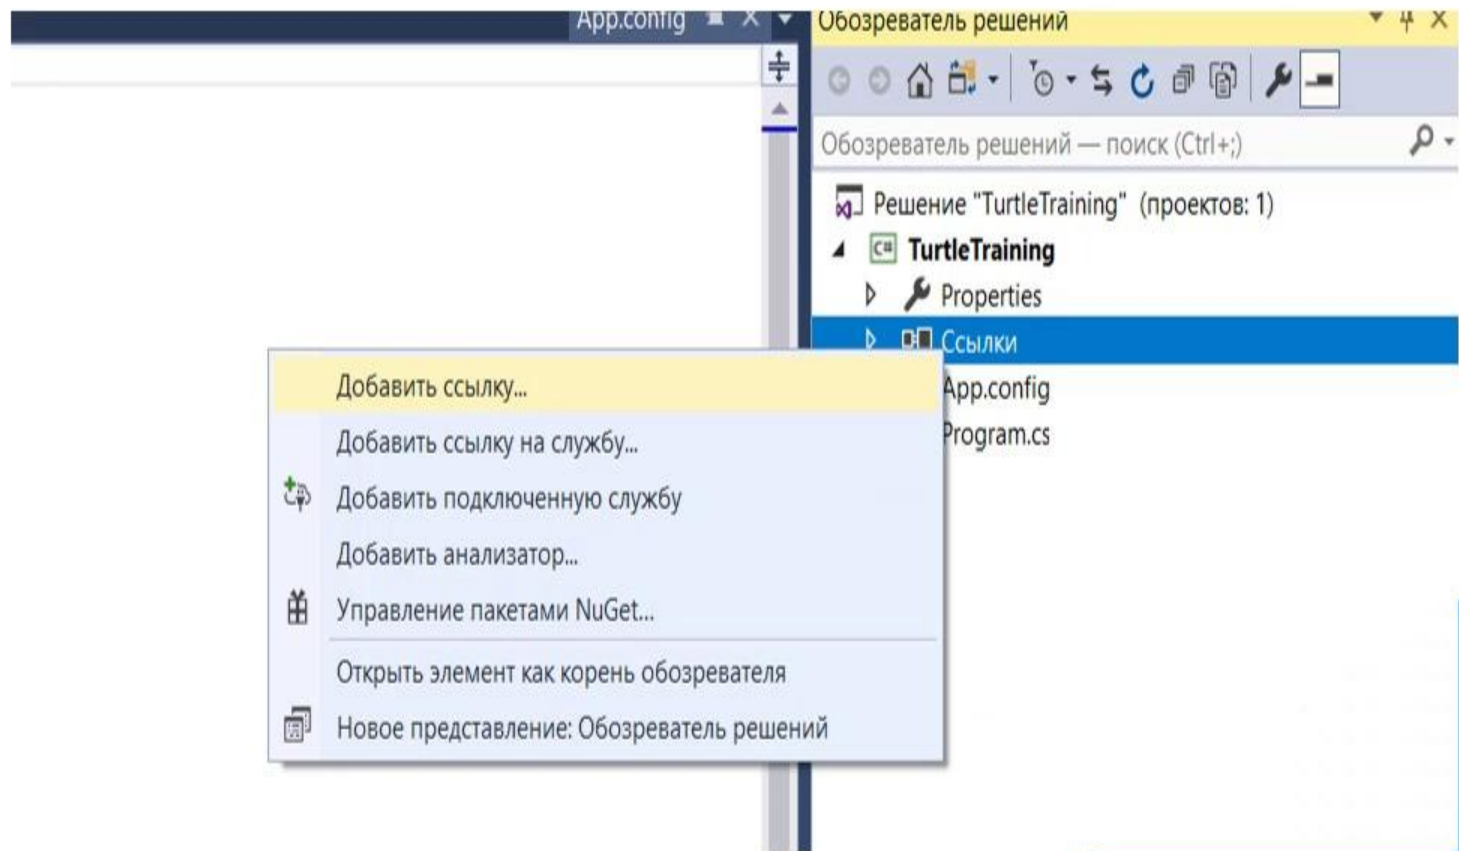 App.config
Обозреватель решений
Обозреватель решений — поиск (Ctrl+;)
Решение "TurtleTraining" (проектов: 1)
C# TurtleTraining
Properties
Ссылки
App.config
Program.cs
Добавить ссылку...
Добавить ссылку на службу...
Добавить подключенную службу
Добавить анализатор...
Управление пакетами NuGet...
Открыть элемент как корень обозревателя
Новое представление: Обозреватель решений